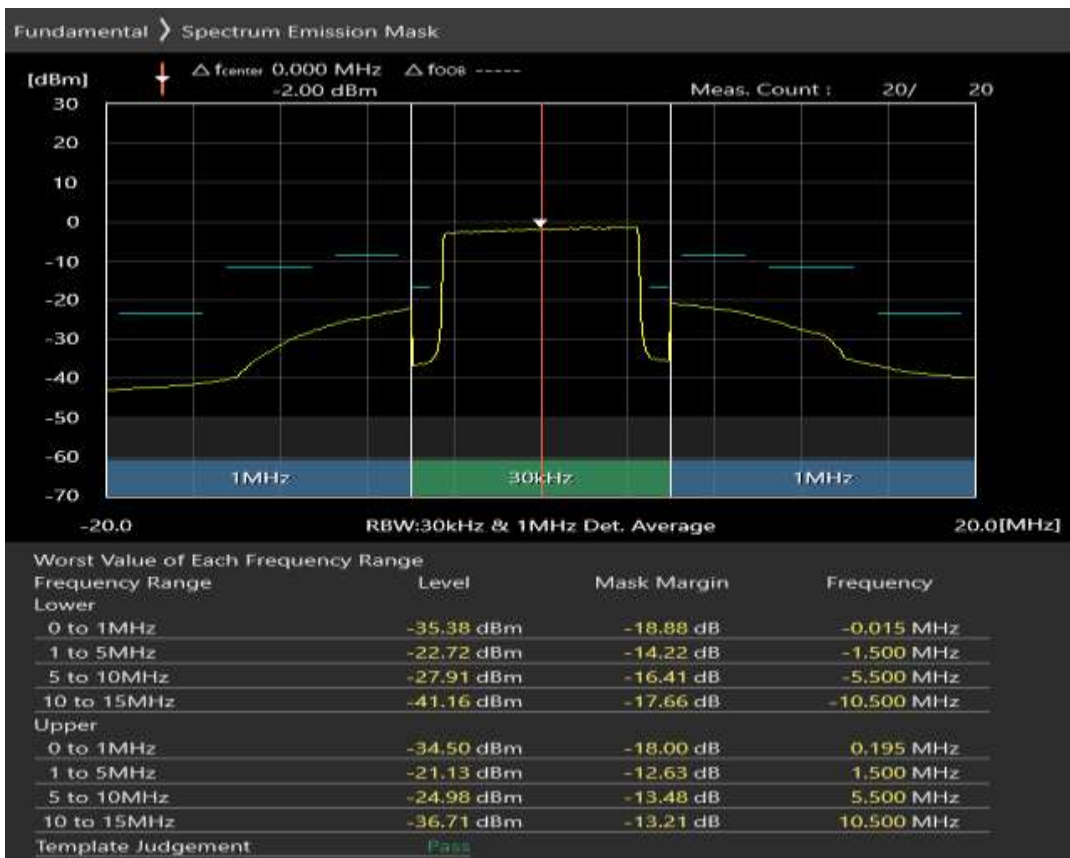 Fundamental ❯ Spectrum Emission Mask
[dBm]
△ fcenter 0.000 MHz △ fOOB -----
-2.00 dBm
Meas. Count : 20/ 20
30
20
10
0
-10
-20
-30
-40
-50
-60
-70
1MHz 30kHz 1MHz
-20.0 RBW:30kHz & 1MHz Det. Average 20.0[MHz]
Worst Value of Each Frequency Range
Frequency Range Level Mask Margin Frequency
Lower
0 to 1MHz -35.38 dBm -18.88 dB -0.015 MHz
1 to 5MHz -22.72 dBm -14.22 dB -1.500 MHz
5 to 10MHz -27.91 dBm -16.41 dB -5.500 MHz
10 to 15MHz -41.16 dBm -17.66 dB -10.500 MHz
Upper
0 to 1MHz -34.50 dBm -18.00 dB 0.195 MHz
1 to 5MHz -21.13 dBm -12.63 dB 1.500 MHz
5 to 10MHz -24.98 dBm -13.48 dB 5.500 MHz
10 to 15MHz -36.71 dBm -13.21 dB 10.500 MHz
Template Judgement Pass